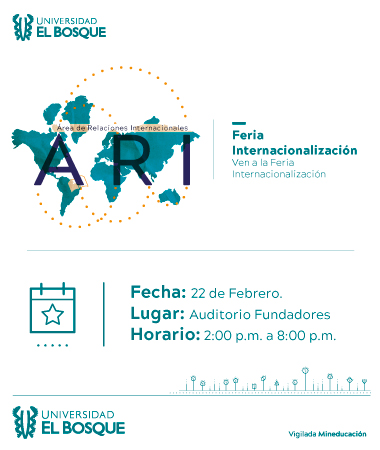 UNIVERSIDAD
EL BOSQUE
Área de Relaciones Internacionales
ARI
Feria
Internacionalización
Ven a la Feria
Internacionalización
Fecha: 22 de Febrero.
Lugar: Auditorio Fundadores
Horario: 2:00 p.m. a 8:00 p.m.
UNIVERSIDAD
EL BOSQUE
Vigilada Mineducación